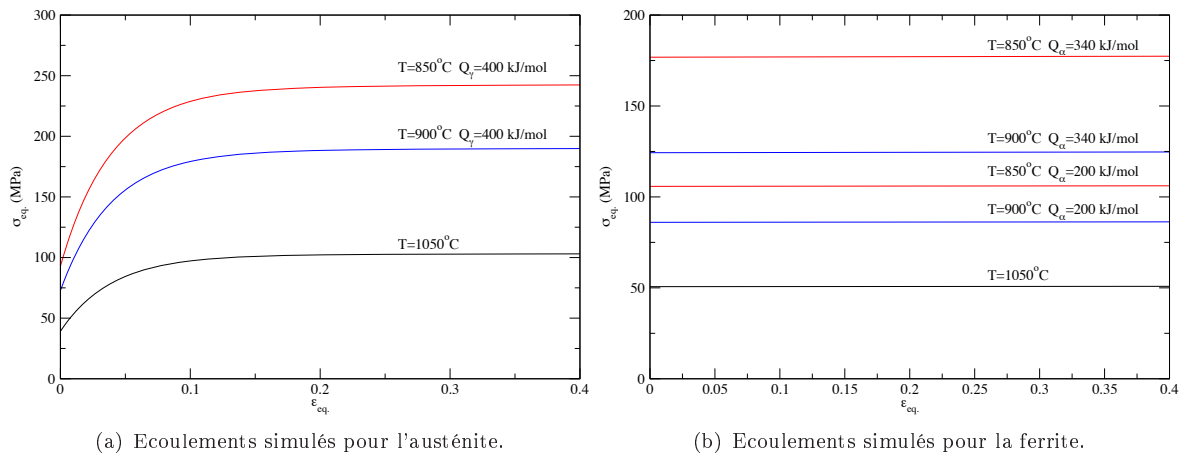 300
250
200
150
100
50
0
σeq. (MPa)
T=850°C Qγ=400 kJ/mol
T=900°C Qγ=400 kJ/mol
T=1050°C
0 0.1 0.2 0.3 0.4
εeq.
(a) Ecoulements simulés pour l'austénite.
200
150
100
50
0
σeq. (MPa)
T=850°C Qα=340 kJ/mol
T=900°C Qα=340 kJ/mol
T=850°C Qα=200 kJ/mol
T=900°C Qα=200 kJ/mol
T=1050°C
0 0.05 0.1 0.15 0.2 0.25 0.3 0.35 0.4
εeq.
(b) Ecoulements simulés pour la ferrite.